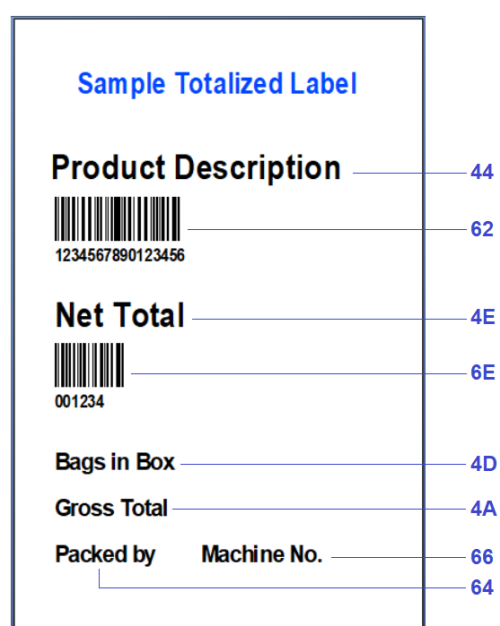 Sample Totalized Label
Product Description 44
62
1234567890123456
Net Total 4E
6E
001234
Bags in Box 4D
Gross Total 4A
Packed by Machine No. 66
64